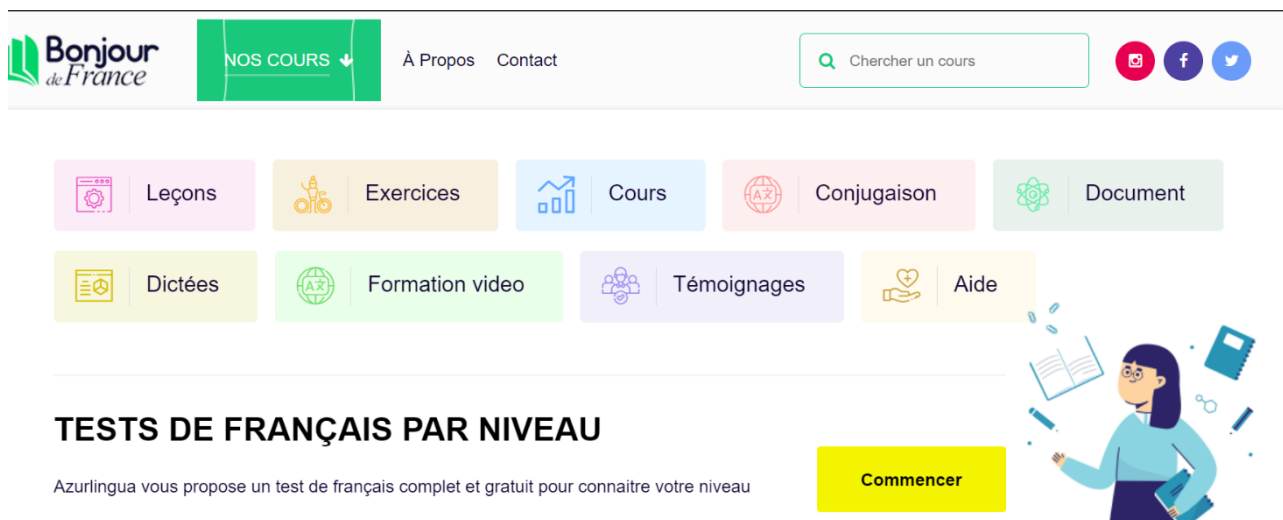 Bonjour
de France
NOS COURS
À Propos
Contact
Chercher un cours
Leçons
Exercices
Cours
Conjugaison
Document
Dictées
Formation video
Témoignages
Aide
TESTS DE FRANÇAIS PAR NIVEAU
Azurlingua vous propose un test de français complet et gratuit pour connaitre votre niveau
Commencer